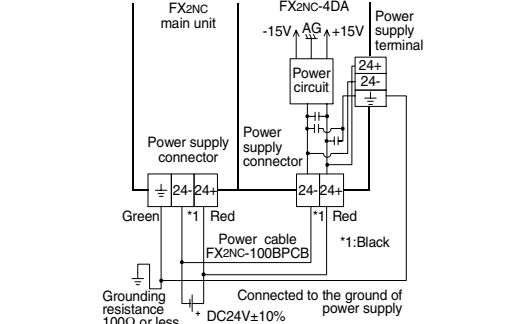 FX2NC
main unit
FX2NC-4DA
-15V AG +15V
Power
supply
terminal
24+
24-
Power
circuit
Power supply
connector
Power
supply
connector
24- 24+
24- 24+
Green *1 Red
*1 Red
Power cable
FX2NC-100BPCB
*1:Black
Grounding
resistance
100Ω or less
Connected to the ground of
power supply
+ DC24V±10%